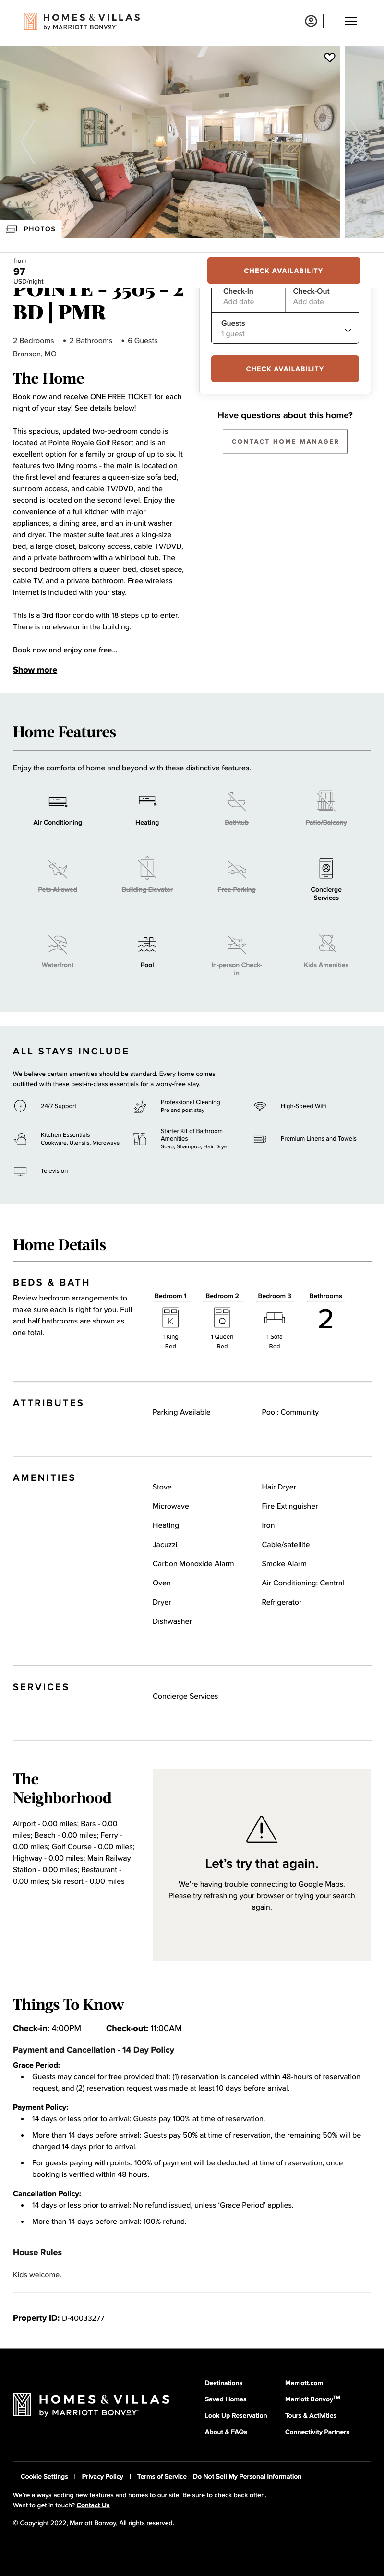 HOMES & VILLAS
by MARRIOTT BONVOY®
PHOTOS
from
97
USD/night
CHECK AVAILABILITY
POINTE - 3505 - 2
BD | PMR
2 Bedrooms • 2 Bathrooms • 6 Guests
Branson, MO
Check-In
Add date
Check-Out
Add date
Guests
1 guest
CHECK AVAILABILITY
Have questions about this home?
CONTACT HOME MANAGER
The Home
Book now and receive ONE FREE TICKET for each
night of your stay! See details below!
This spacious, updated two-bedroom condo is
located at Pointe Royale Golf Resort and is an
excellent option for a family or group of up to six. It
features two living rooms - the main is located on
the first level and features a queen-size sofa bed,
sunroom access, and cable TV/DVD, and the
second is located on the second level. Enjoy the
convenience of a full kitchen with major
appliances, a dining area, and an in-unit washer
and dryer. The master suite features a king-size
bed, a large closet, balcony access, cable TV/DVD,
and a private bathroom with a whirlpool tub. The
second bedroom offers a queen bed, closet space,
cable TV, and a private bathroom. Free wireless
internet is included with your stay.
This is a 3rd floor condo with 18 steps up to enter.
There is no elevator in the building.
Book now and enjoy one free...
Show more
Home Features
Enjoy the comforts of home and beyond with these distinctive features.
Air Conditioning
Heating
Bathtub
Patio/Balcony
Pets Allowed
Building Elevator
Free Parking
Concierge
Services
Waterfront
Pool
In-person Check-
in
Kids Amenities
ALL STAYS INCLUDE
We believe certain amenities should be standard. Every home comes
outfitted with these best-in-class essentials for a worry-free stay.
24/7 Support
Professional Cleaning
Pre and post stay
High-Speed WiFi
Kitchen Essentials
Cookware, Utensils, Microwave
Starter Kit of Bathroom
Amenities
Soap, Shampoo, Hair Dryer
Premium Linens and Towels
Television
Home Details
BEDS & BATH
Review bedroom arrangements to
make sure each is right for you. Full
and half bathrooms are shown as
one total.
Bedroom 1
K
1 King
Bed
Bedroom 2
Q
1 Queen
Bed
Bedroom 3
1 Sofa
Bed
Bathrooms
2
ATTRIBUTES
Parking Available
Pool: Community
AMENITIES
Stove
Hair Dryer
Microwave
Fire Extinguisher
Heating
Iron
Jacuzzi
Cable/satellite
Carbon Monoxide Alarm
Smoke Alarm
Oven
Air Conditioning: Central
Dryer
Refrigerator
Dishwasher
SERVICES
Concierge Services
The
Neighborhood
Airport - 0.00 miles; Bars - 0.00
miles; Beach - 0.00 miles; Ferry -
0.00 miles; Golf Course - 0.00 miles;
Highway - 0.00 miles; Main Railway
Station - 0.00 miles; Restaurant -
0.00 miles; Ski resort - 0.00 miles
Let's try that again.
We're having trouble connecting to Google Maps.
Please try refreshing your browser or trying your search
again.
Things To Know
Check-in: 4:00PM Check-out: 11:00AM
Payment and Cancellation - 14 Day Policy
Grace Period:
• Guests may cancel for free provided that: (1) reservation is canceled within 48-hours of reservation
request, and (2) reservation request was made at least 10 days before arrival.
Payment Policy:
• 14 days or less prior to arrival: Guests pay 100% at time of reservation.
• More than 14 days before arrival: Guests pay 50% at time of reservation, the remaining 50% will be
charged 14 days prior to arrival.
• For guests paying with points: 100% of payment will be deducted at time of reservation, once
booking is verified within 48 hours.
Cancellation Policy:
• 14 days or less prior to arrival: No refund issued, unless 'Grace Period' applies.
• More than 14 days before arrival: 100% refund.
House Rules
Kids welcome.
Property ID: D-40033277
HOMES & VILLAS
by MARRIOTT BONVOY®
Destinations
Saved Homes
Look Up Reservation
About & FAQs
Marriott.com
Marriott Bonvoy™
Tours & Activities
Connectivity Partners
Cookie Settings | Privacy Policy | Terms of Service Do Not Sell My Personal Information
We're always adding new features and homes to our site. Be sure to check back often.
Want to get in touch? Contact Us
© Copyright 2022, Marriott Bonvoy, All rights reserved.